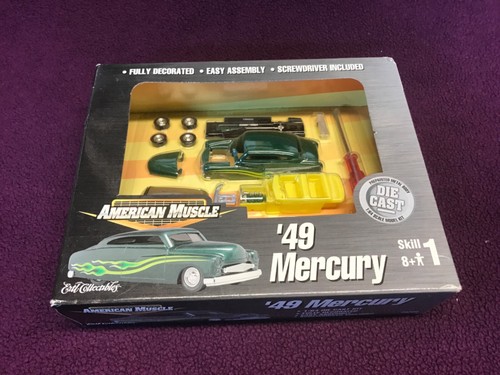 • FULLY DECORATED • EASY ASSEMBLY • SCREWDRIVER INCLUDED
AMERICAN MUSCLE
DIE
CAST
'49
Mercury
Skill 1
8+
Ertl Collectibles
AMERICAN MUSCLE
'49 Mercury